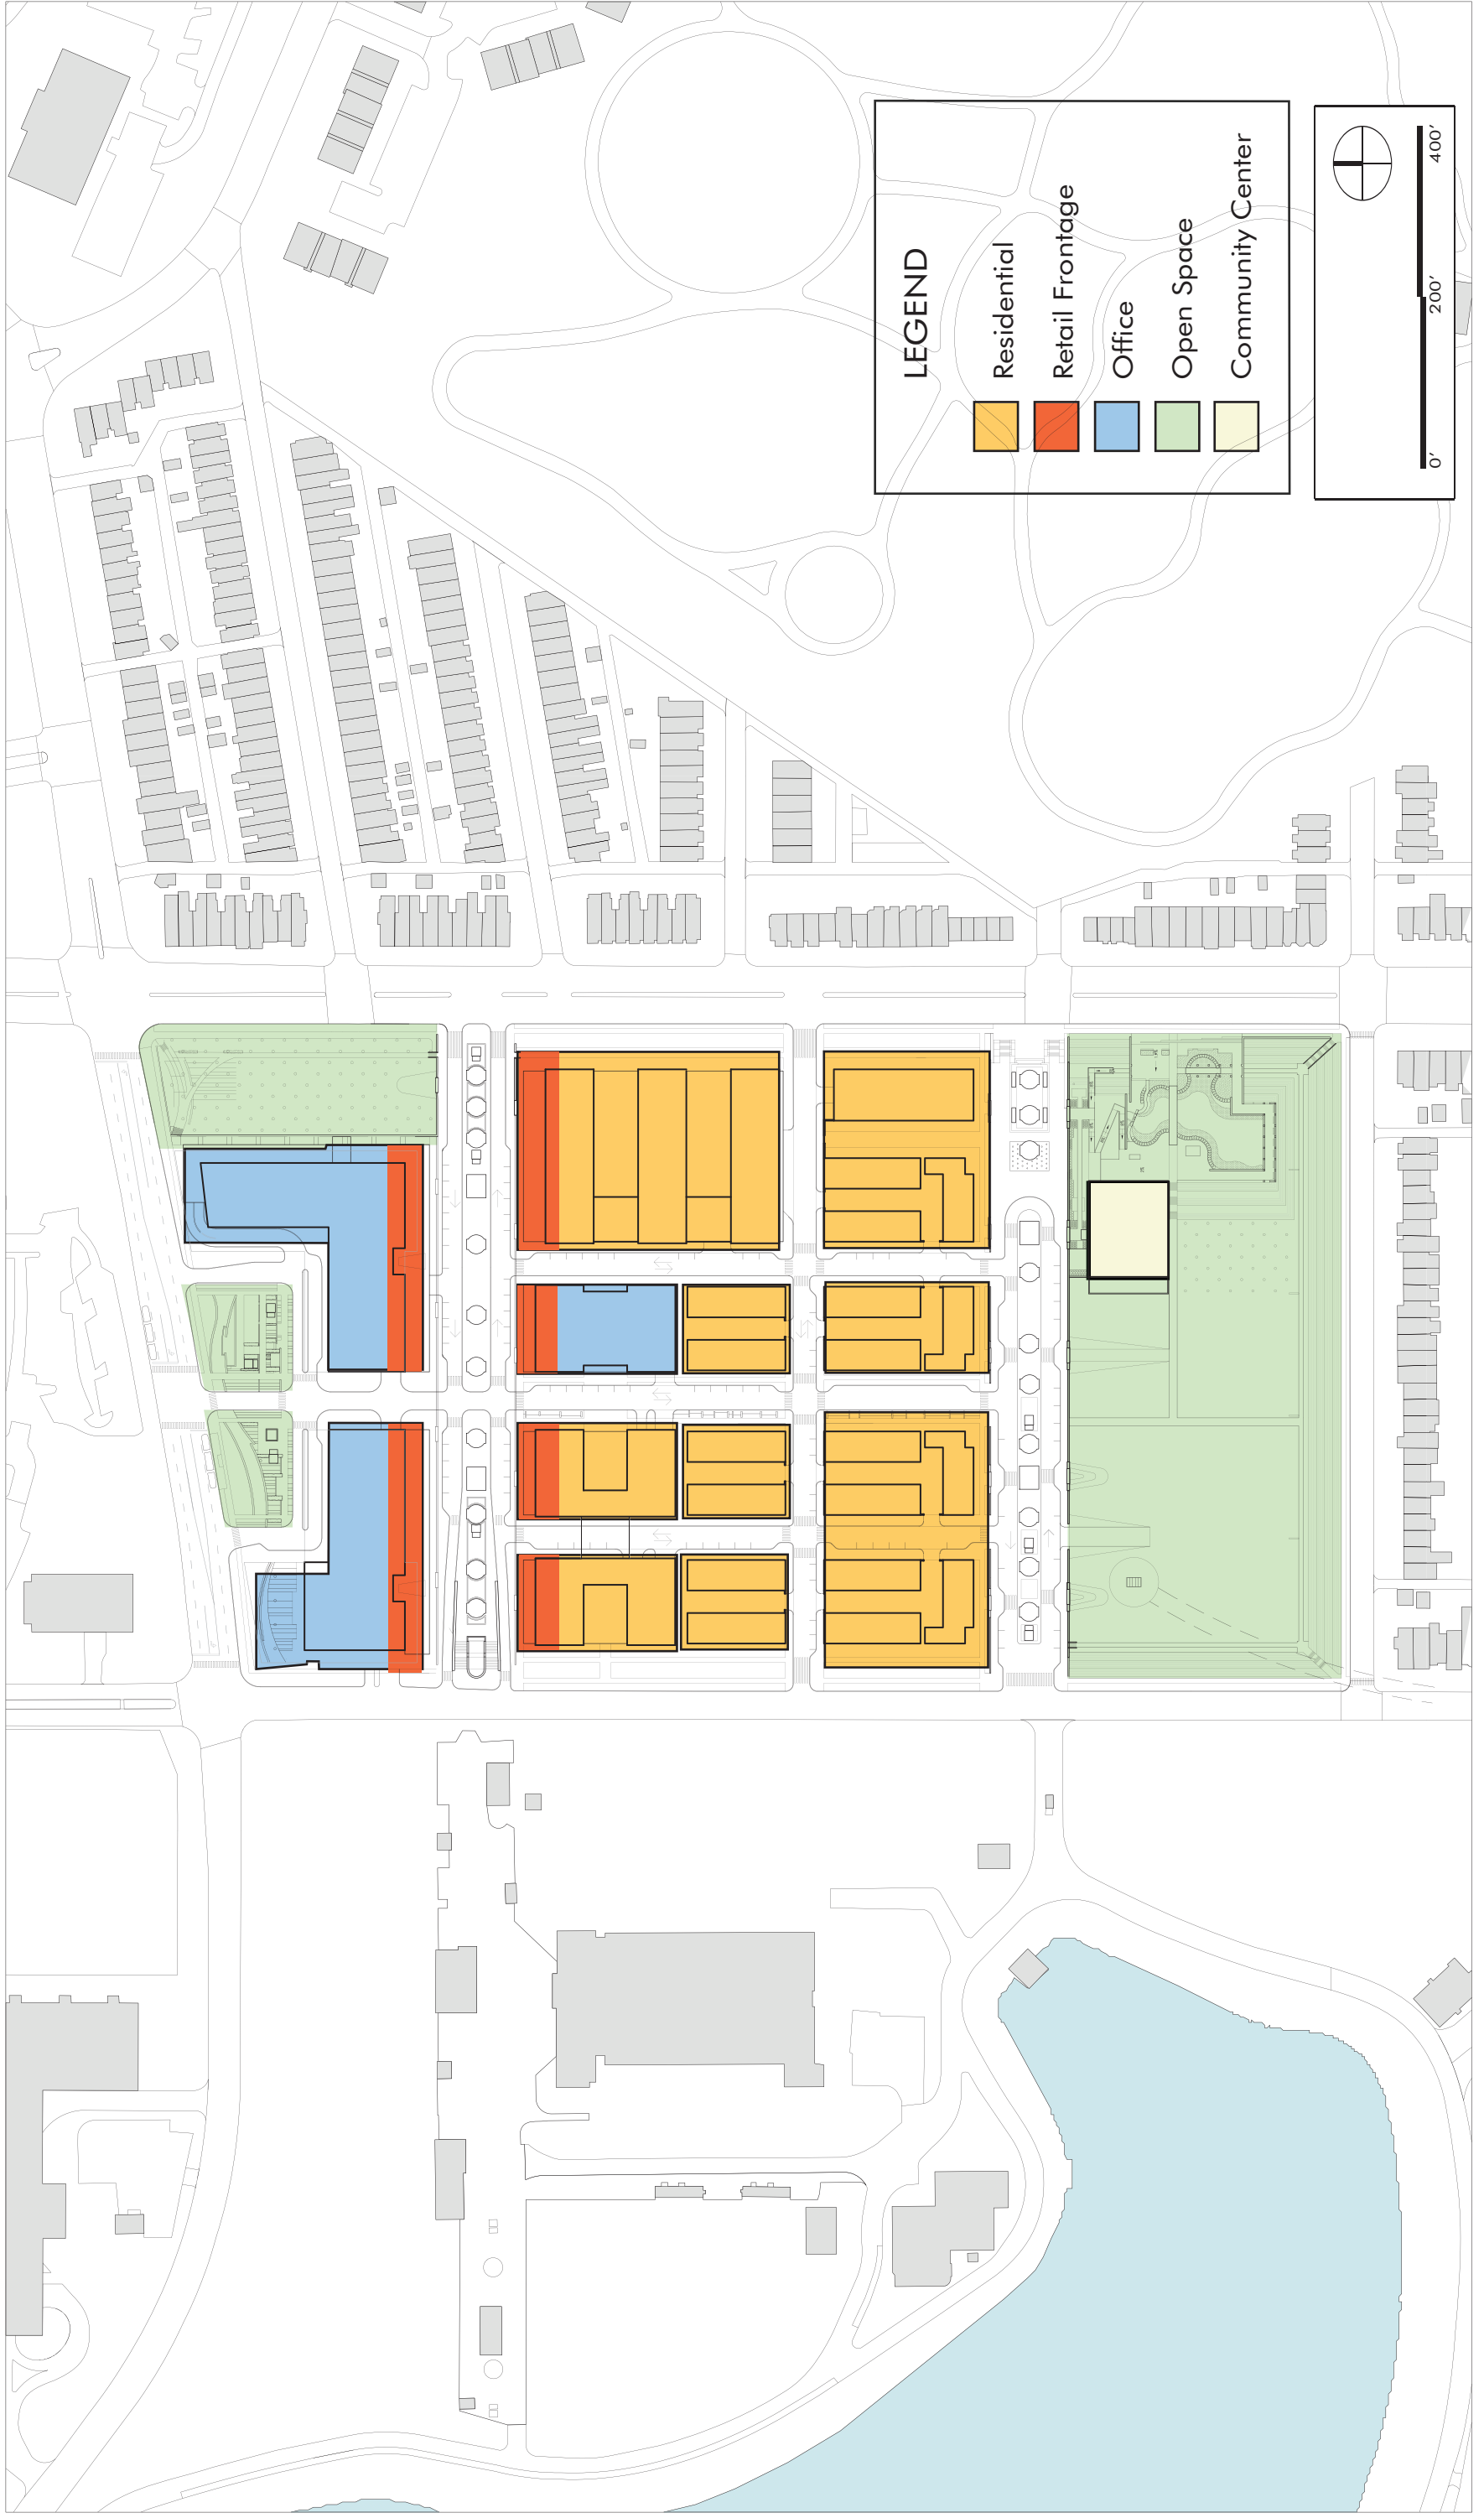 LEGEND
Residential
Retail Frontage
Office
Open Space
Community Center
0’
200’
400’